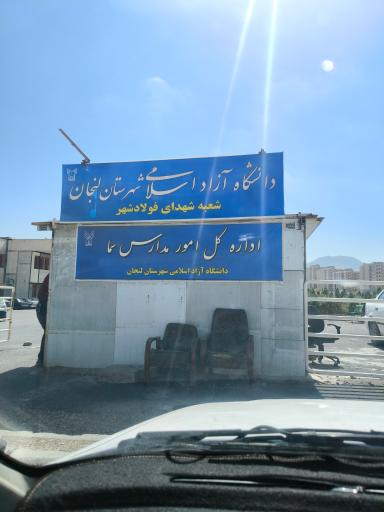 دانشگاه آزاد اسلامی شهرستان لنجان
شعبه شهدای فولادشهر
اداره کل امور مدارس سما
دانشگاه آزاد اسلامی شهرستان لنجان